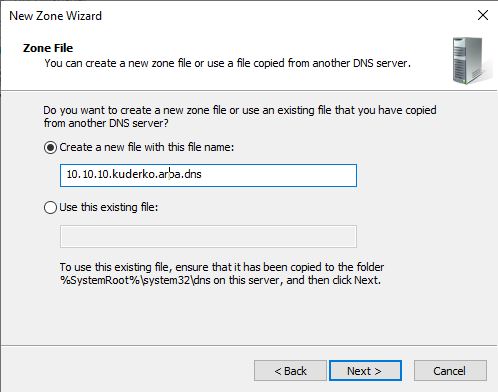 New Zone Wizard
Zone File
You can create a new zone file or use a file copied from another DNS server.
Do you want to create a new zone file or use an existing file that you have copied
from another DNS server?
Create a new file with this file name:
10.10.10.kuderko.arpa.dns
Use this existing file:
To use this existing file, ensure that it has been copied to the folder
%SystemRoot%\system32\dns on this server, and then click Next.
< Back
Next >
Cancel